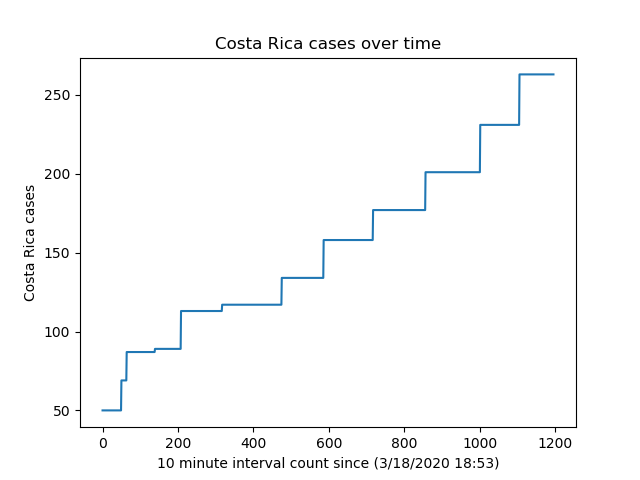 Costa Rica cases over time
250
200
150
100
50
Costa Rica cases
0 200 400 600 800 1000 1200
10 minute interval count since (3/18/2020 18:53)